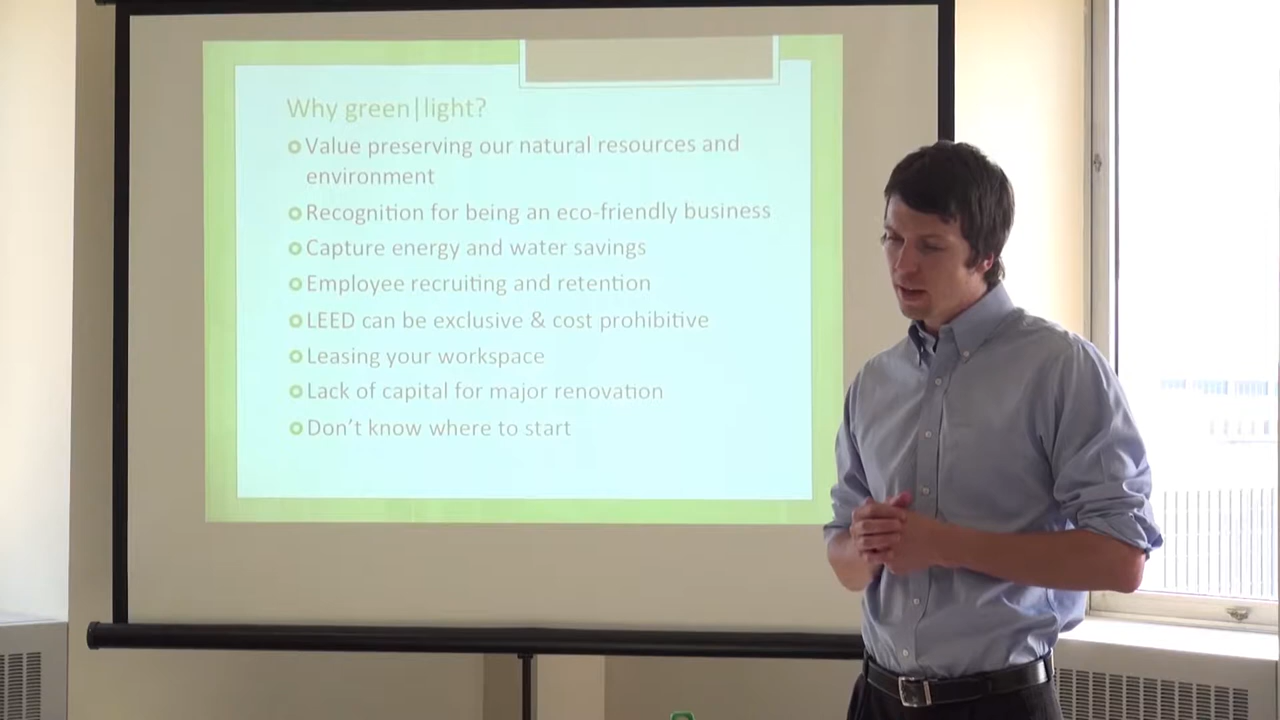 Why green|light?
Value preserving our natural resources and
environment
Recognition for being an eco-friendly business
Capture energy and water savings
Employee recruiting and retention
LEED can be exclusive & cost prohibitive
Leasing your workspace
Lack of capital for major renovation
Don't know where to start